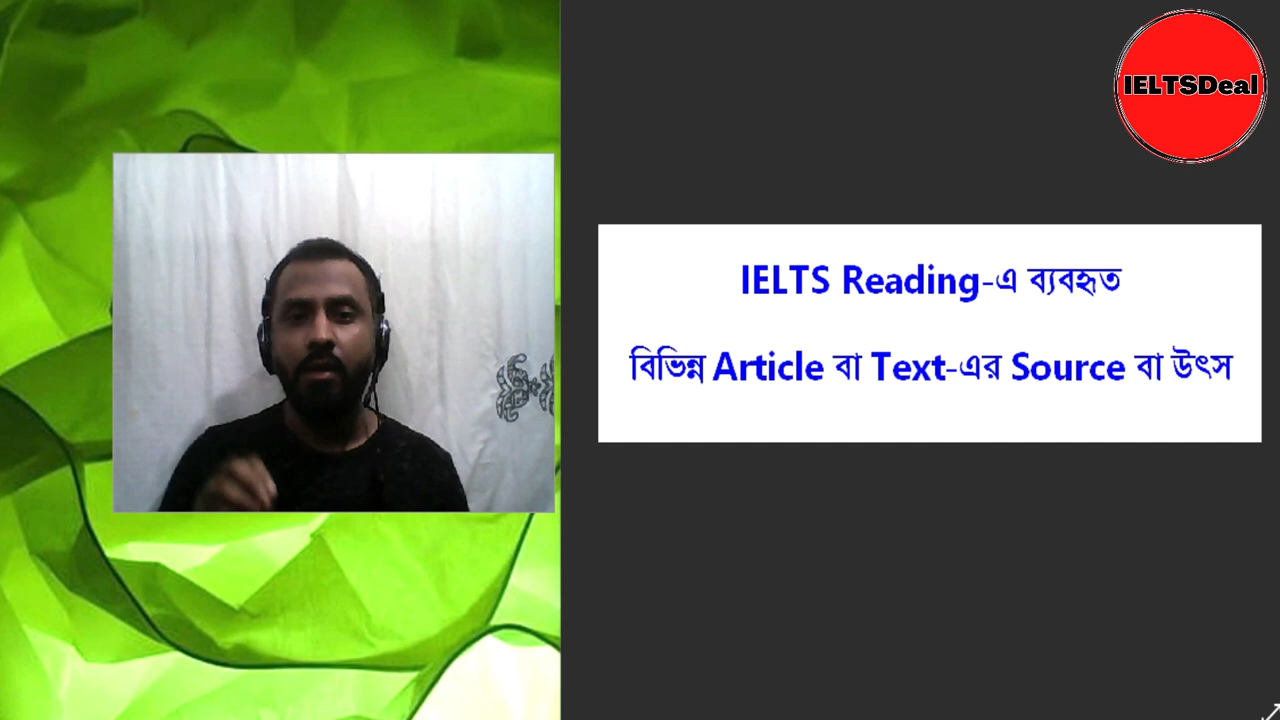 IELTSDeal
IELTS Reading-এ ব্যবহৃত
বিভিন্ন Article বা Text-এর Source বা উৎস